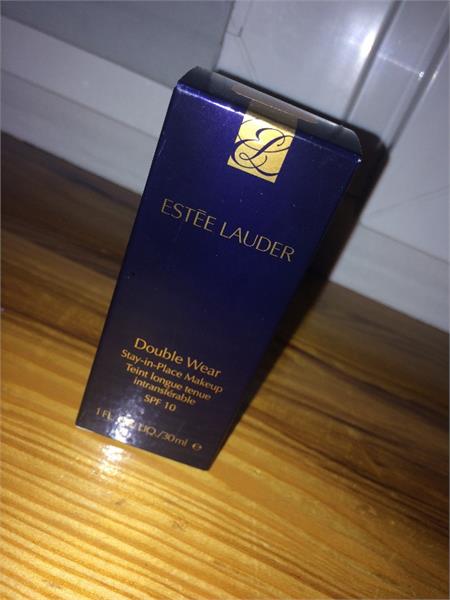 EL
ESTĒE LAUDER
Double Wear
Stay-in-Place Makeup
Teint longue tenue
intransférable
SPF 10
1 FL. LIQ./30ml e